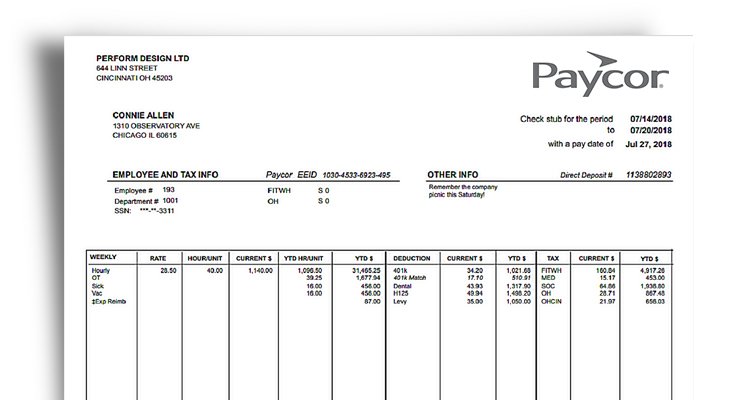 PERFORM DESIGN LTD
644 LINN STREET
CINCINNATI OH 45203
Paycor
CONNIE ALLEN
1310 OBSERVATORY AVE
CHICAGO IL 60615
Check stub for the period 07/14/2018
to 07/20/2018
with a pay date of Jul 27, 2018
EMPLOYEE AND TAX INFO Paycor EEID 1030-4533-6923-495
Employee # 193 FITWH S 0
Department # 1001 OH S 0
SSN: ***-**-3311
OTHER INFO Direct Deposit # 1138802893
Remember the company
picnic this Saturday!
WEEKLY RATE HOUR/UNIT CURRENT $ YTD HR/UNIT YTD $ DEDUCTION CURRENT $ YTD $ TAX CURRENT $ YTD $
Hourly 28.50 40.00 1,140.00 1,096.50 31,465.25 401k 34.20 1,021.68 FITWH 160.84 4,917.28
OT 39.25 1,677.94 401k Match 17.10 510.91 MED 15.17 453.00
Sick 16.00 456.00 Dental 43.93 1,317.90 SOC 64.86 1,936.80
Vac 16.00 456.00 H125 49.94 1,498.20 OH 28.71 867.48
‡Exp Reimb 87.00 Levy 35.00 1,050.00 OHCIN 21.97 656.03